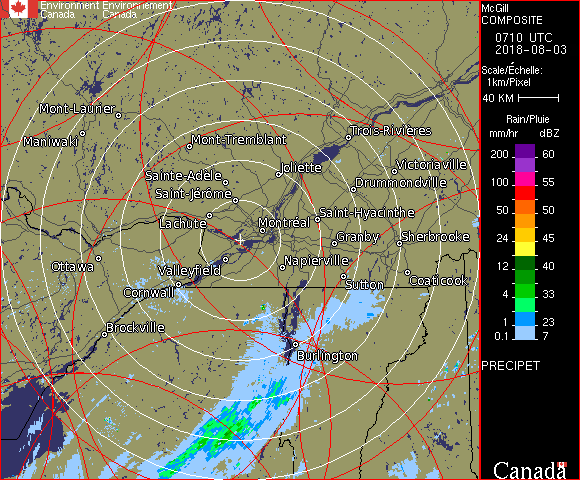 Environment Environnement
Canada Canada
McGill
COMPOSITE
0710 UTC
2018-08-03
Scale/Échelle:
1km/Pixel
40 KM
Rain/Pluie
mm/hr dBZ
200 60
100 55
50 50
24 45
12 40
4 33
1 23
0.1 7
PRECIPET
Canada
Mont-Laurier
Maniwaki
Mont-Tremblant
Trois-Rivières
Sainte-Adèle
Joliette
Victoriaville
Saint-Jérôme
Drummondville
Lachute
Montréal
Saint-Hyacinthe
Granby
Sherbrooke
Ottawa
Valleyfield
Napierville
Cornwall
Sutton
Coaticook
Brockville
Burlington